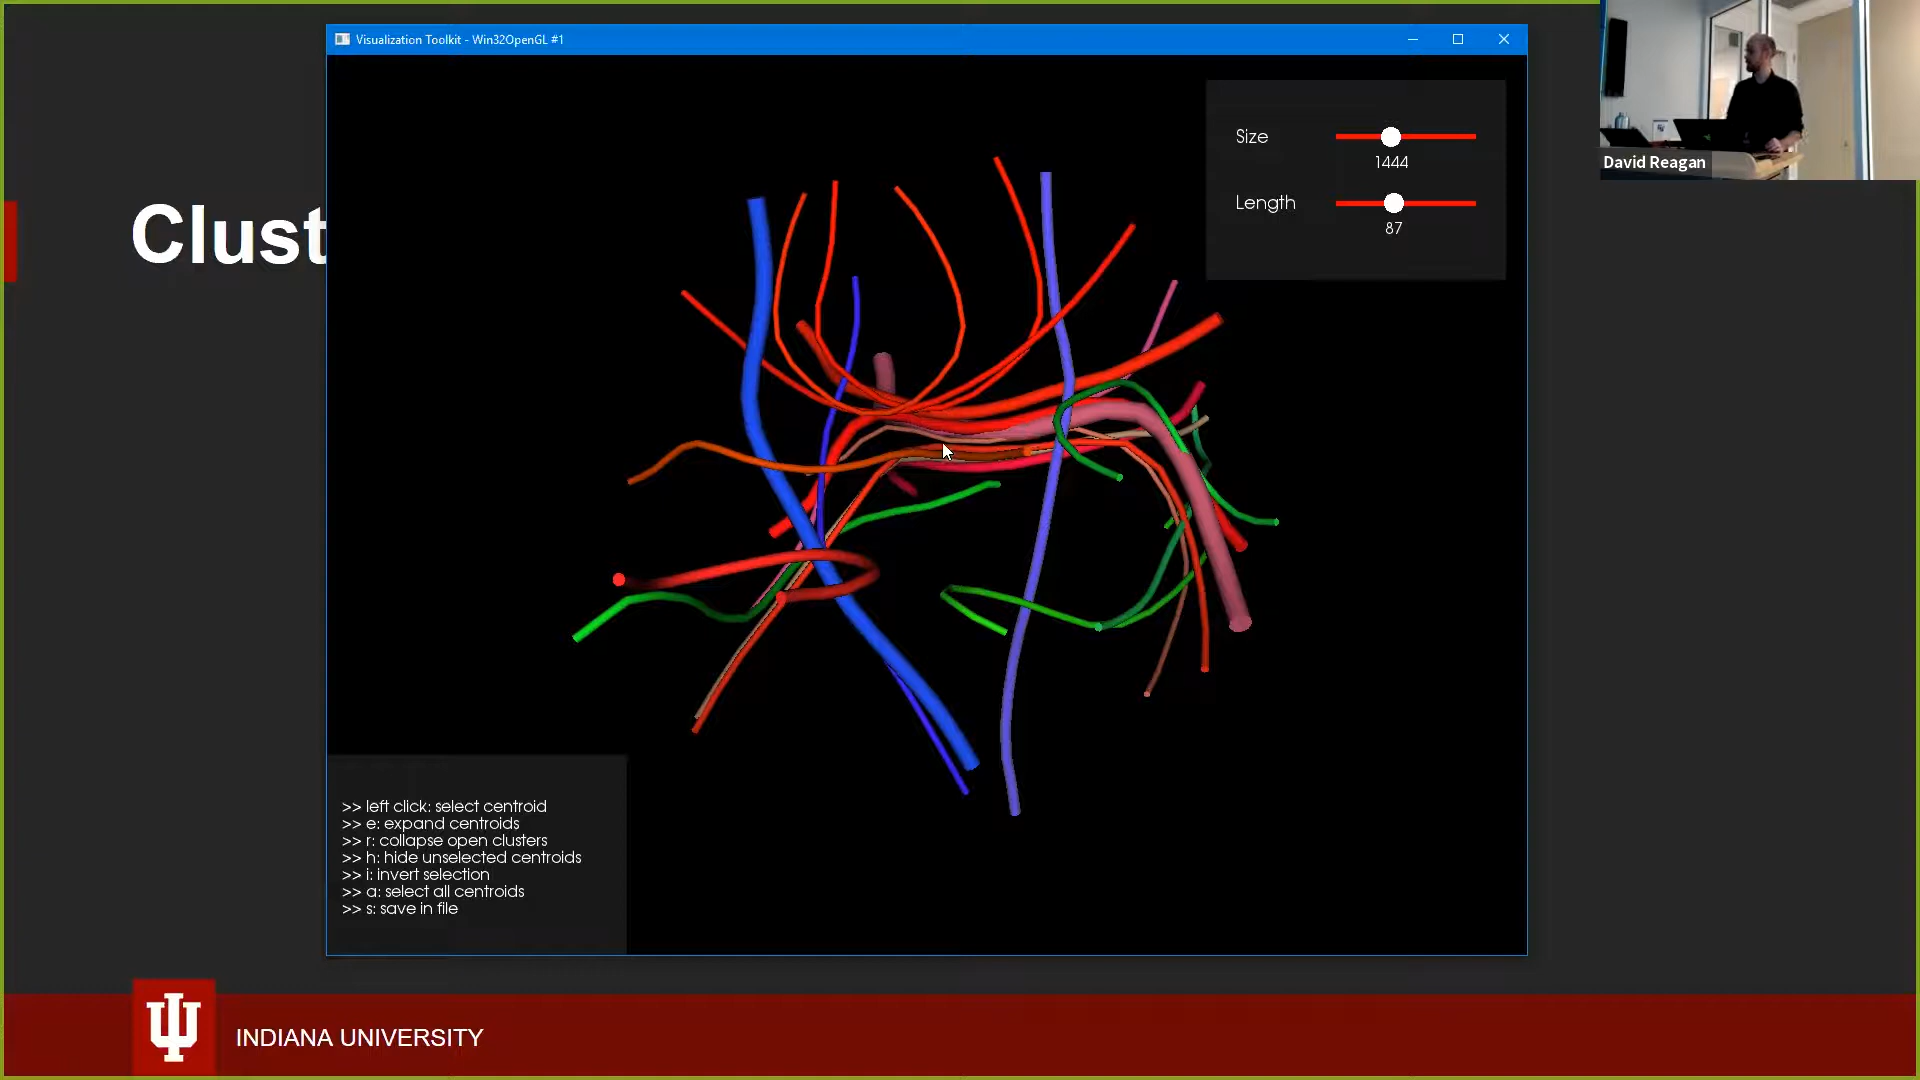 Visualization Toolkit - Win32OpenGL #1
David Reagan
Clust
Size
1444
Length
87
>> left click: select centroid
>> e: expand centroids
>> r: collapse open clusters
>> h: hide unselected centroids
>> i: invert selection
>> a: select all centroids
>> s: save in file
INDIANA UNIVERSITY